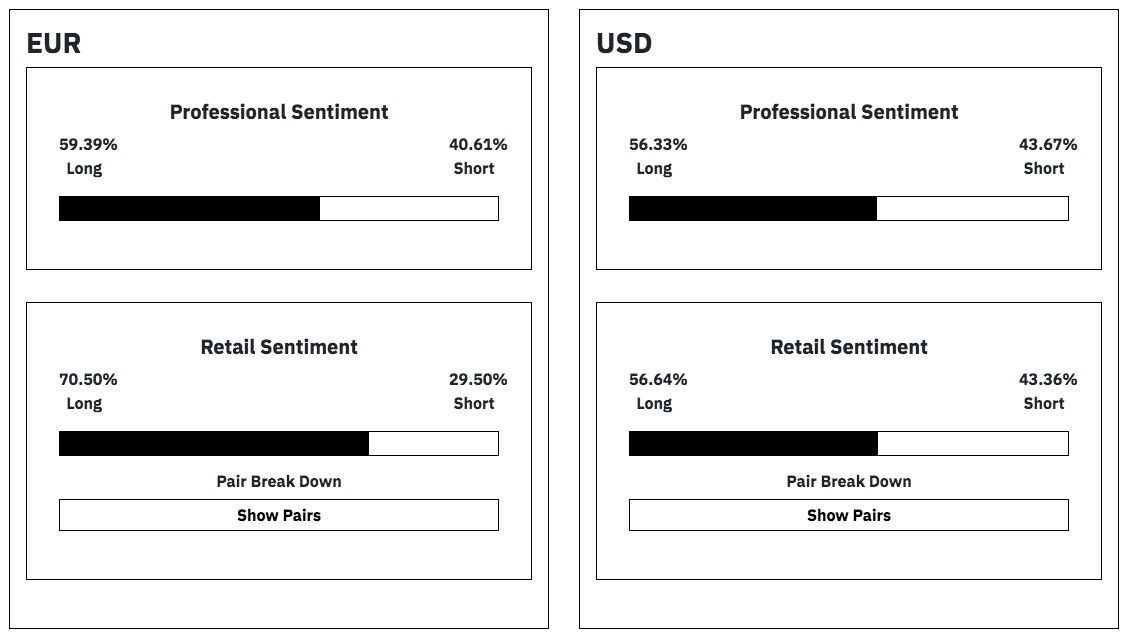 EUR
Professional Sentiment
59.39% 40.61%
Long Short
Retail Sentiment
70.50% 29.50%
Long Short
Pair Break Down
Show Pairs
USD
Professional Sentiment
56.33% 43.67%
Long Short
Retail Sentiment
56.64% 43.36%
Long Short
Pair Break Down
Show Pairs